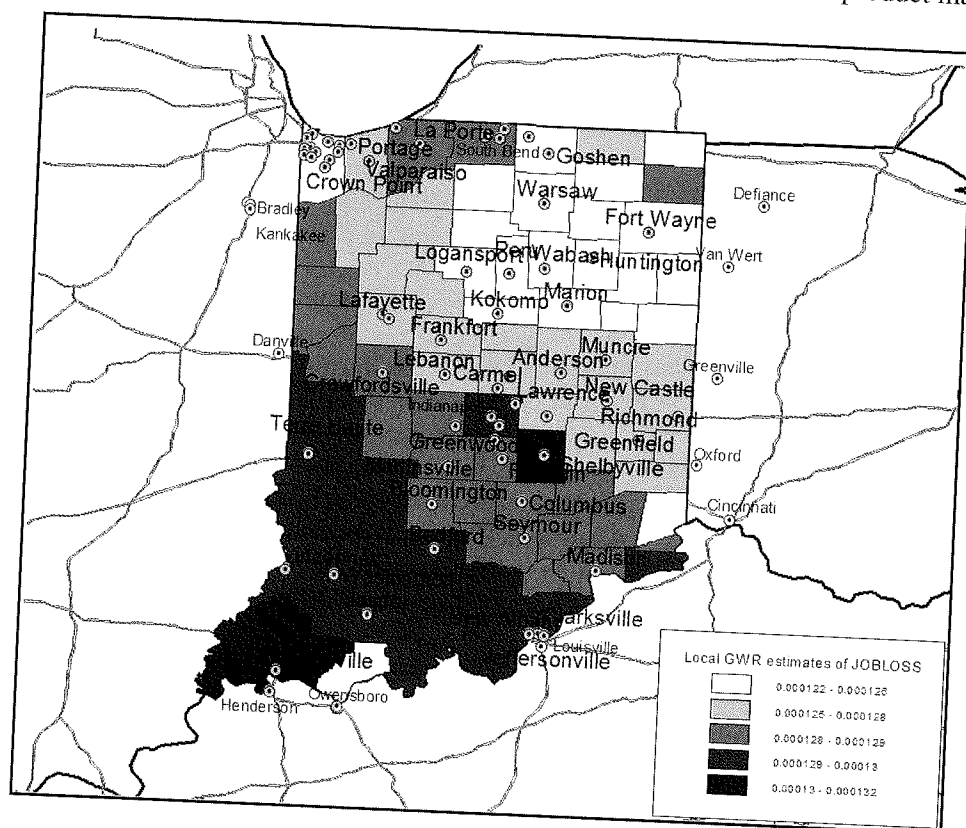 product ma
La Porte
South Bend
Portage
Goshen
Valparaiso
Crown Point
Warsaw
Defiance
Bradley
Fort Wayne
Kankakee
Logansport
Peru
Wabash
Huntington
Van Wert
Kokomo
Marion
Lafayette
Frankfort
Danville
Muncie
Lebanon
Anderson
Greenville
Carmel
Crawfordsville
Lawrence
New Castle
Richmond
Greenwood
Greenfield
Shelbyville
Oxford
Columbus
Cincinnati
Seymour
Louisville
Owensboro
Henderson
Local GWR estimates of JOBLOSS
0.000122 - 0.000125
0.000125 - 0.000128
0.000128 - 0.000129
0.000129 - 0.00013
0.00013 - 0.000132